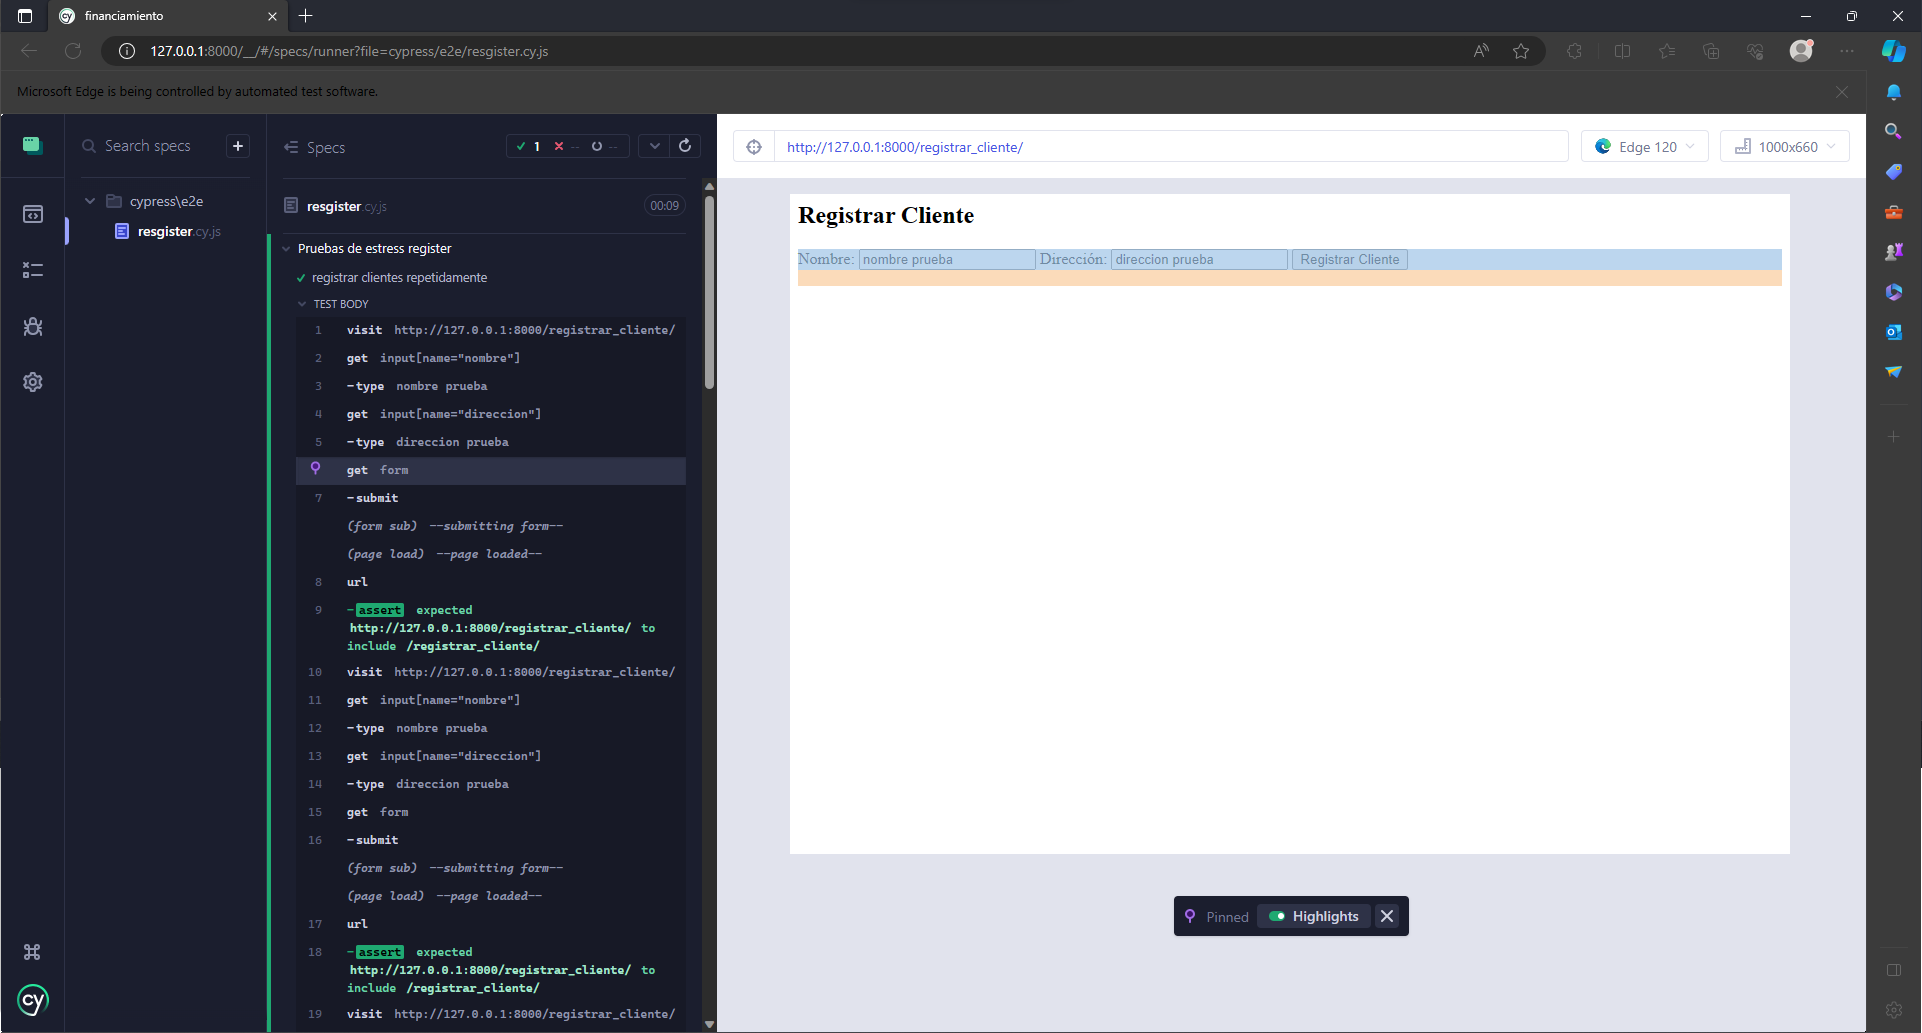 financiamiento
127.0.0.1:8000/__/#/specs/runner?file=cypress/e2e/resgister.cy.js
Microsoft Edge is being controlled by automated test software.
Search specs
cypress\e2e
resgister.cy.js
Specs
1 -- --
resgister.cy.js 00:09
Pruebas de estress register
registrar clientes repetidamente
TEST BODY
1 visit http://127.0.0.1:8000/registrar_cliente/
2 get input[name="nombre"]
3 -type nombre prueba
4 get input[name="direccion"]
5 -type direccion prueba
get form
7 -submit
(form sub) --submitting form--
(page load) --page loaded--
8 url
9 -assert expected
http://127.0.0.1:8000/registrar_cliente/ to
include /registrar_cliente/
10 visit http://127.0.0.1:8000/registrar_cliente/
11 get input[name="nombre"]
12 -type nombre prueba
13 get input[name="direccion"]
14 -type direccion prueba
15 get form
16 -submit
(form sub) --submitting form--
(page load) --page loaded--
17 url
18 -assert expected
http://127.0.0.1:8000/registrar_cliente/ to
include /registrar_cliente/
19 visit http://127.0.0.1:8000/registrar_cliente/
cy
http://127.0.0.1:8000/registrar_cliente/
Edge 120
1000x660
Registrar Cliente
Nombre: nombre prueba Dirección: direccion prueba Registrar Cliente
Pinned Highlights